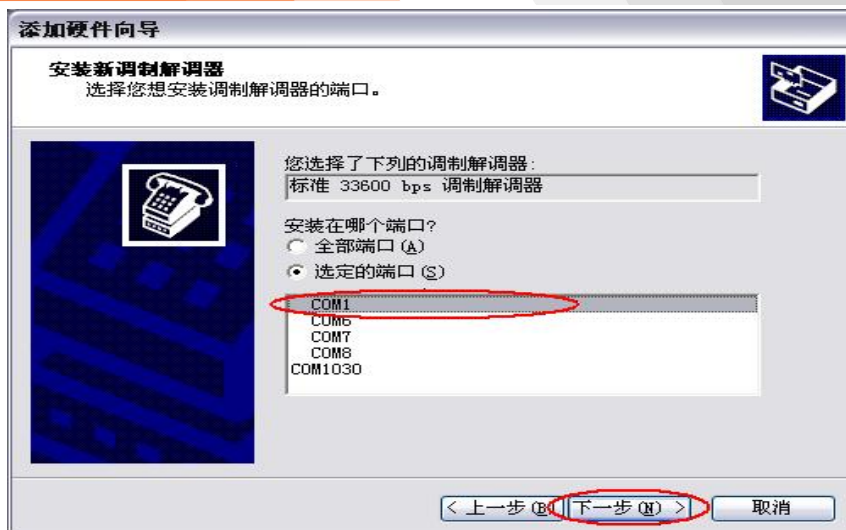 添加硬件向导
安装新调制解调器
选择您想安装调制解调器的端口。
您选择了下列的调制解调器:
标准 33600 bps 调制解调器
安装在哪个端口?
全部端口(A)
选定的端口(S)
COM1
COM6
COM7
COM8
COM1030
< 上一步(B) 下一步(N) > 取消